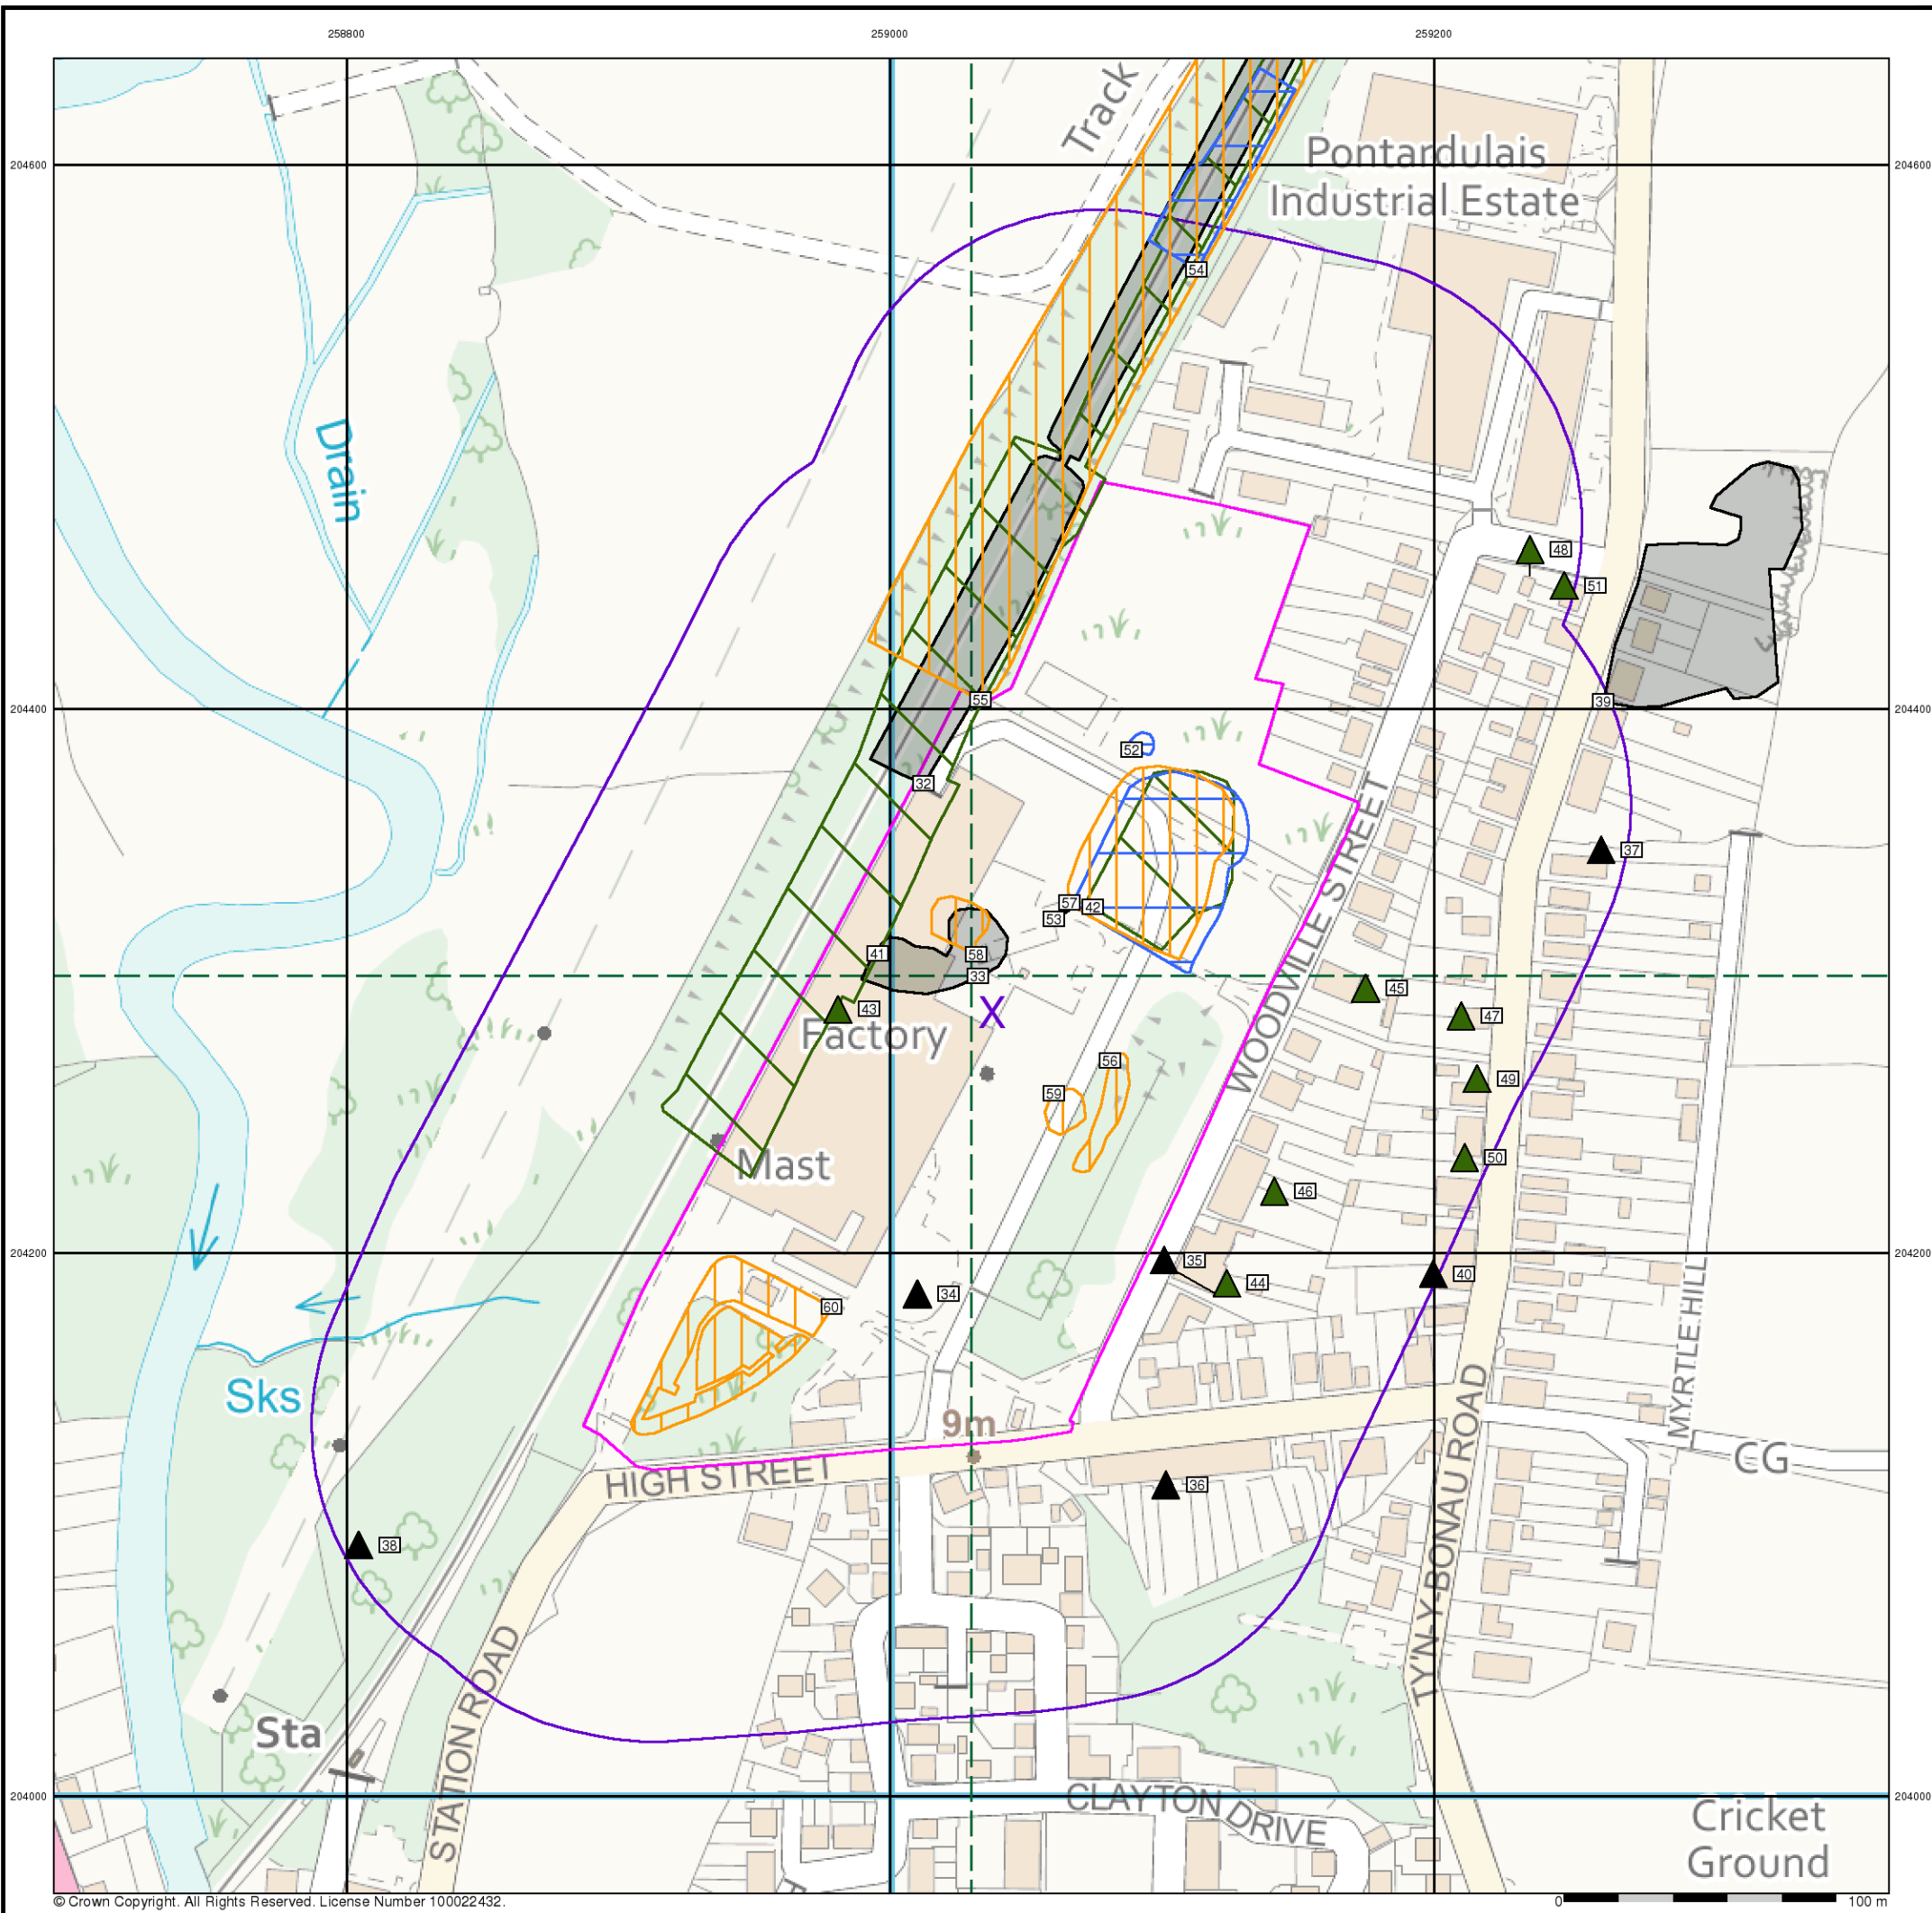 258800
259000
259200
204600
204600
Track
Pontardulais
Industrial Estate
54
Drain
48
51
55
39
204400
204400
52
32
37
57
42
53
41
58
33
45
43
X
47
Factory
WOODVILLE STREET
56
49
59
50
Mast
46
204200
204200
35
40
44
34
60
MYRTLE HILL
Sks
9m
CG
HIGH STREET
36
38
TY'N-Y-BONAU ROAD
STATION ROAD
Sta
204000
204000
CLAYTON DRIVE
Cricket
Ground
© Crown Copyright. All Rights Reserved. License Number 100022432.
0
100 m